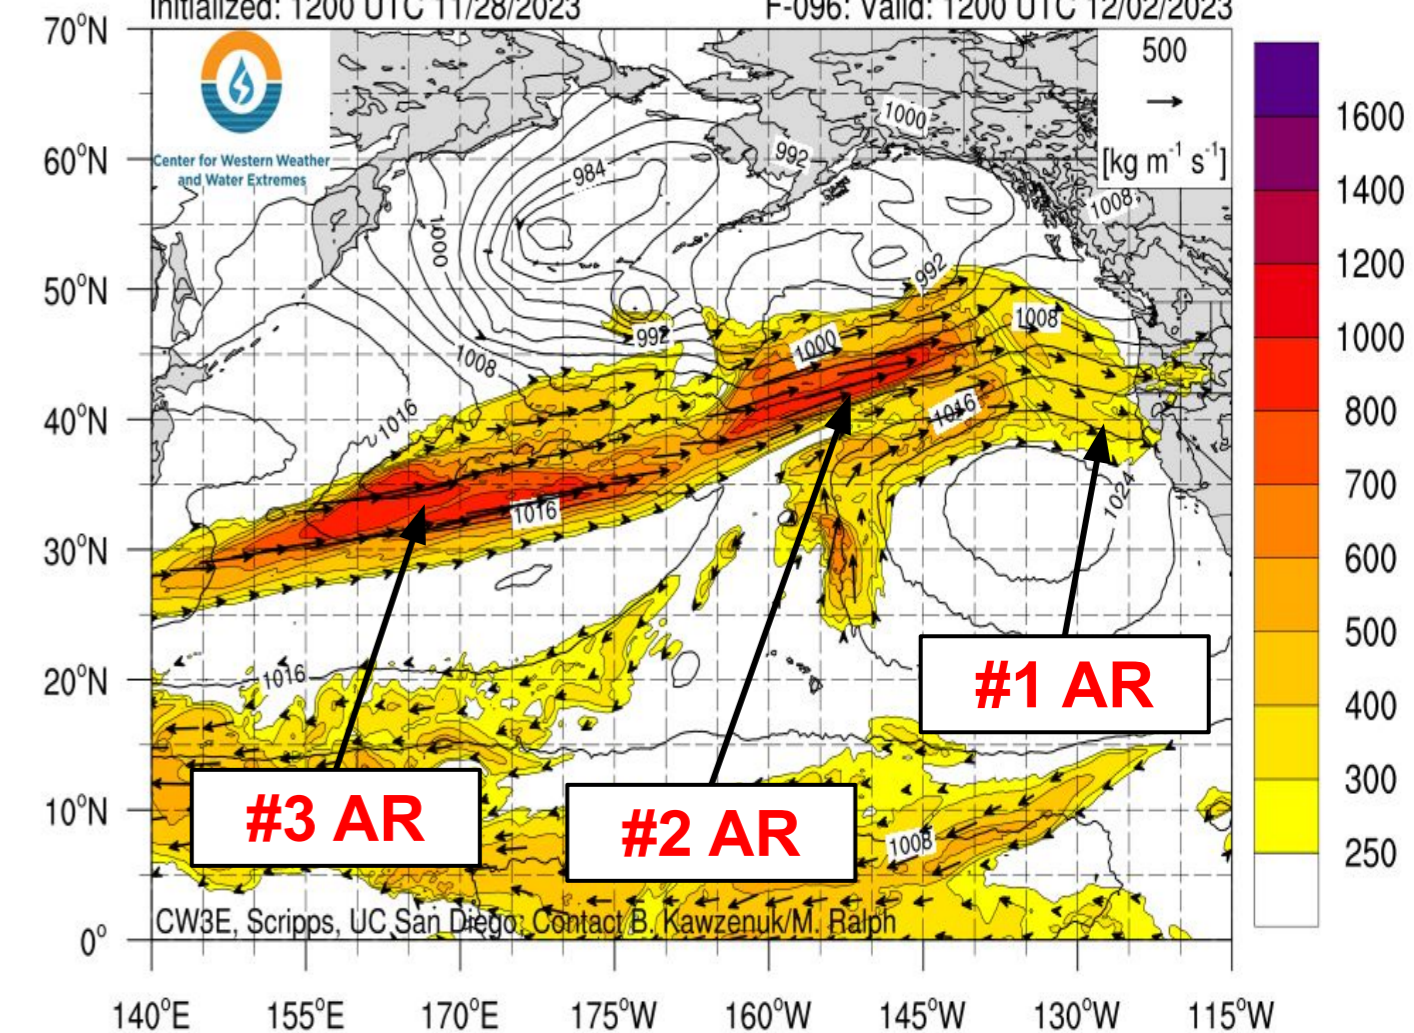 Initialized: 1200 UTC 11/28/2023 F-096: Valid: 1200 UTC 12/02/2023
70°N
60°N
50°N
40°N
30°N
20°N
10°N
0°
Center for Western Weather
and Water Extremes
500
[kg m⁻¹ s⁻¹]
1000
992
984
1008
1000
992
992
1008
1000
1008
1016
1016
1016
1024
1016
1008
#1 AR
#2 AR
#3 AR
CW3E, Scripps, UC San Diego; Contact B. Kawzenuk/M. Ralph
140°E 155°E 170°E 175°W 160°W 145°W 130°W 115°W
1600
1400
1200
1000
800
700
600
500
400
300
250